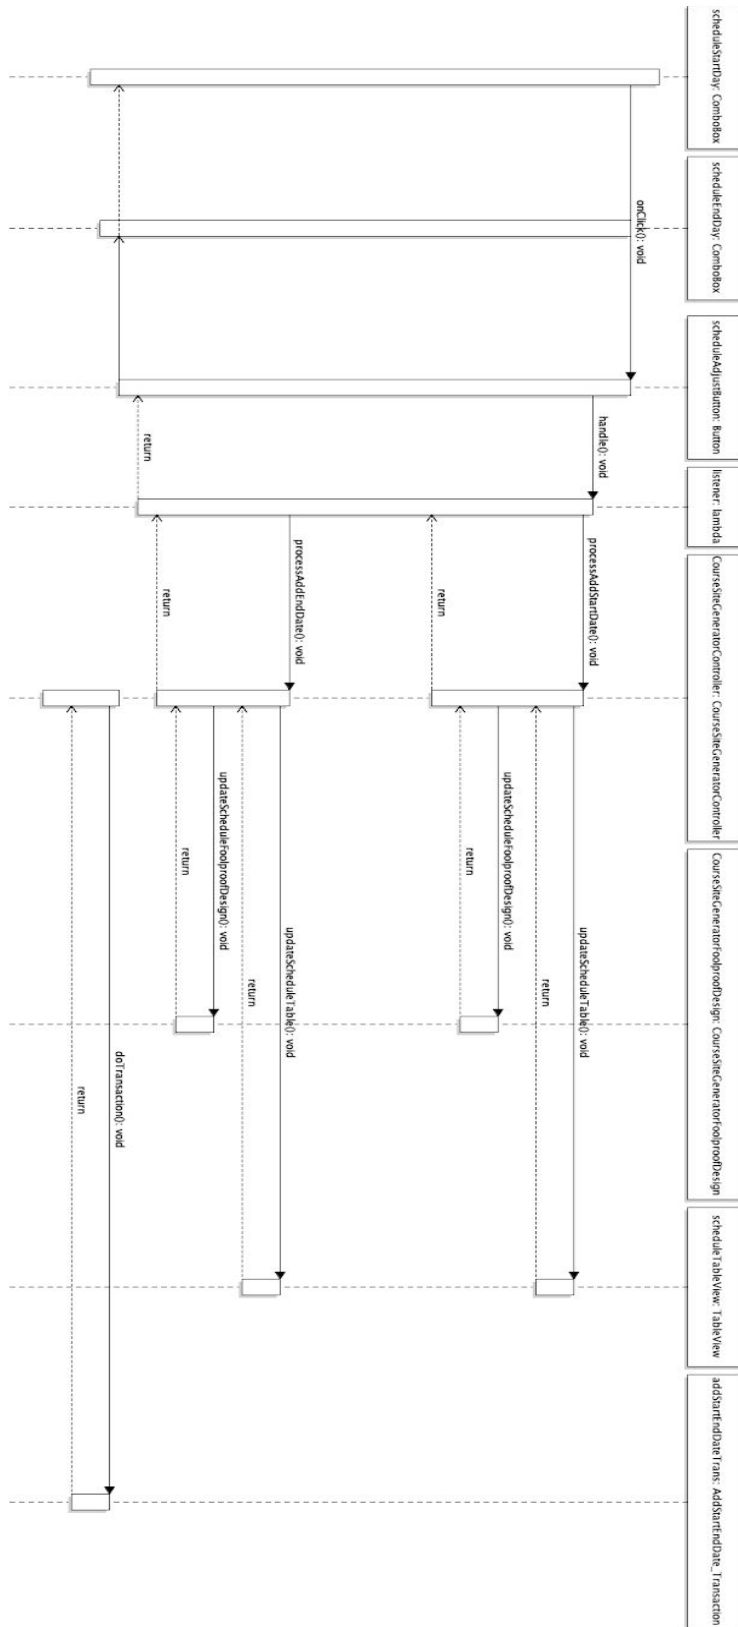 scheduleStartDay: ComboBox
scheduleEndDay: ComboBox
scheduleAdjustButton: Button
listener: lambda
CourseSiteGeneratorController: CourseSiteGeneratorController
CourseSiteGeneratorFoolproofDesign: CourseSiteGeneratorFoolproofDesign
scheduleTableView: TableView
addStartEndDateTrans: AddStartEndDate_Transaction
onClick(): void
handle(): void
processAddStartDate(): void
updateScheduleTable(): void
return
updateScheduleFoolproofDesign(): void
return
return
processAddEndDate(): void
updateScheduleTable(): void
return
updateScheduleFoolproofDesign(): void
return
return
return
doTransaction(): void
return